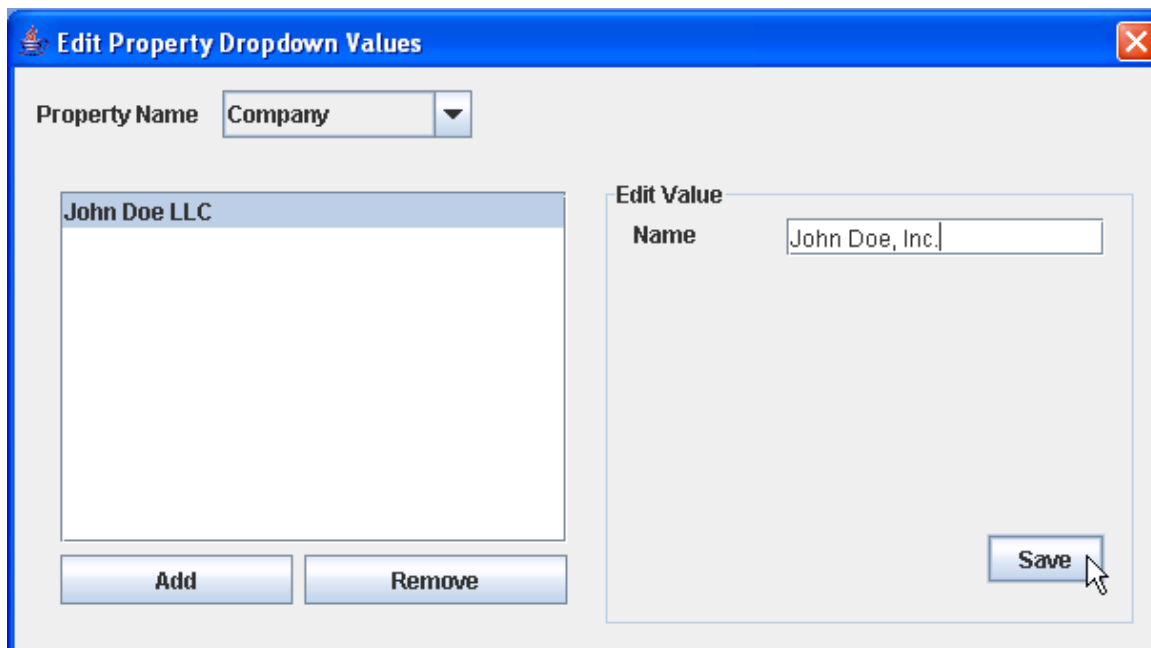 Edit Property Dropdown Values
Property Name Company
Edit Value
John Doe LLC
Name John Doe, Inc.
Save
Add Remove